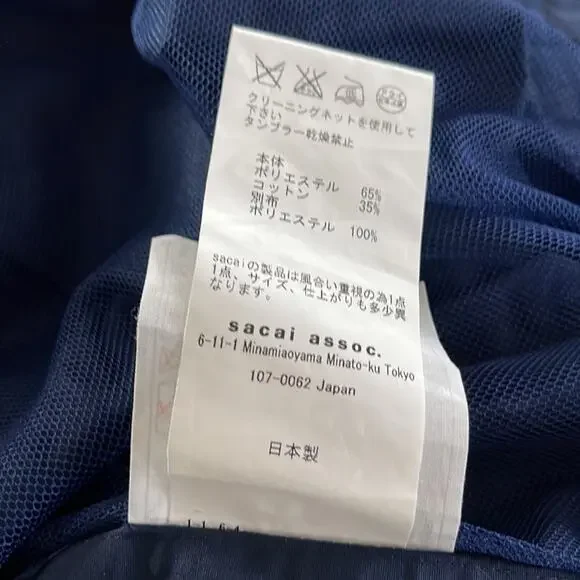 クリーニングネットを使用して
下さい
タンブラー乾燥禁止
本体
ポリエステル 65%
コットン 35%
別布
ポリエステル 100%
sacaiの製品は風合い重視の為1点
1点、サイズ、仕上がりも多少異
なります。
sacai assoc.
6-11-1 Minamiaoyama Minato-ku Tokyo
107-0062 Japan
日本製